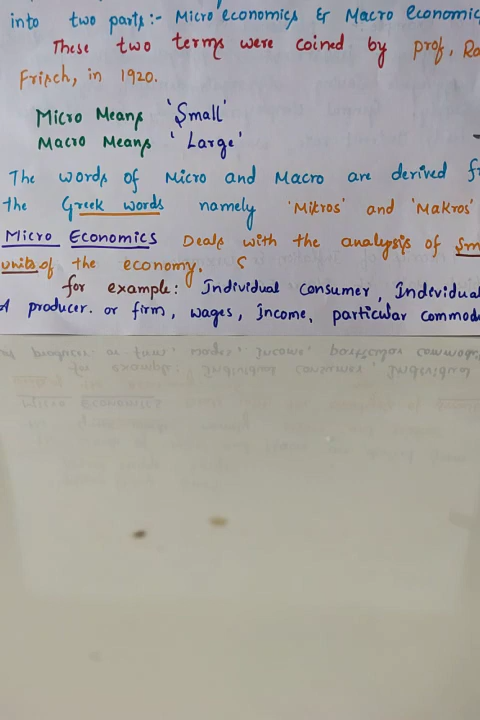 into two parts:- Micro economics & Macro Economic
These two terms were coined by prof, Ra
Frisch, in 1920.
Micro Means 'Small'
Macro Means 'Large'
The words of Micro and Macro are derived f
the Greek words namely 'Mikros' and 'Makros'
Micro Economics Deals with the analysis of Sm
units of the economy.
for example: Individual consumer, Individual
A producer. or firm, wages, Income, particular commod